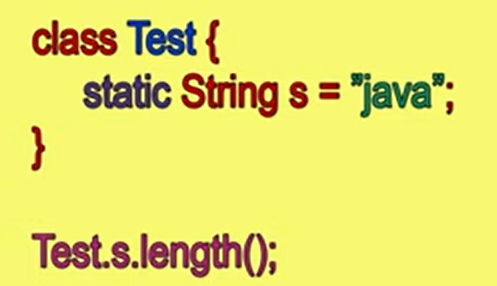 class Test {
static String s = ”java”;
}
Test.s.length();